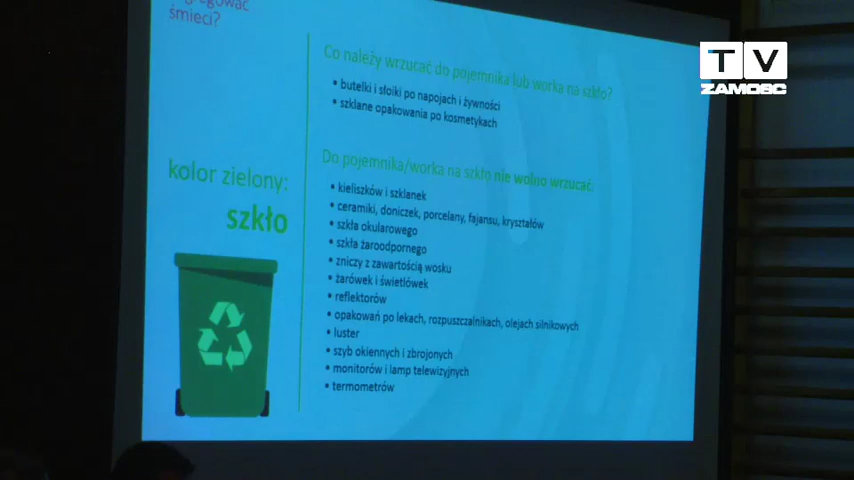 śmieci?
Co należy wrzucać do pojemnika lub worka na szkło?
• butelki i słoiki po napojach i żywności
• szklane opakowania po kosmetykach
Do pojemnika/worka na szkło nie wolno wrzucać:
• kieliszków i szklanek
• ceramiki, doniczek, porcelany, fajansu, kryształów
• szkła okularowego
• szkła żaroodpornego
• zniczy z zawartością wosku
• żarówek i świetlówek
• reflektorów
• opakowań po lekach, rozpuszczalnikach, olejach silnikowych
• luster
• szyb okiennych i zbrojonych
• monitorów i lamp telewizyjnych
• termometrów
kolor zielony:
szkło
TV
ZAMOŚĆ